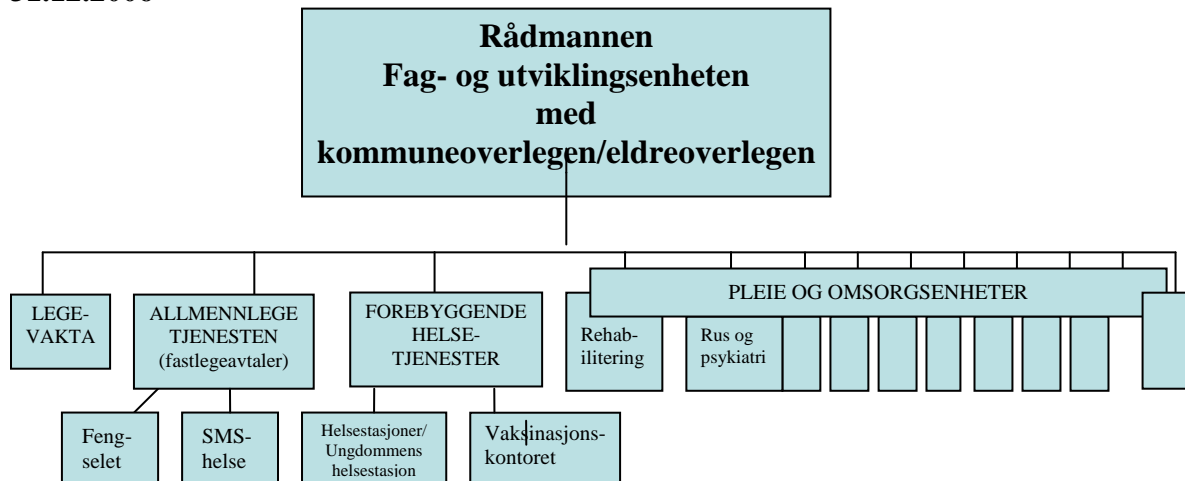 Rådmannen
Fag- og utviklingsenheten
med
kommuneoverlegen/eldreoverlegen
PLEIE OG OMSORGSENHETER
LEGE-
VAKTA
ALLMENNLEGE
TJENESTEN
(fastlegeavtaler)
FOREBYGGENDE
HELSE-
TJENESTER
Rehab-
ilitering
Rus og
psykiatri
Feng-
selet
SMS-
helse
Helsestasjoner/
Ungdommens
helsestasjon
Vaksinasjons-
kontoret